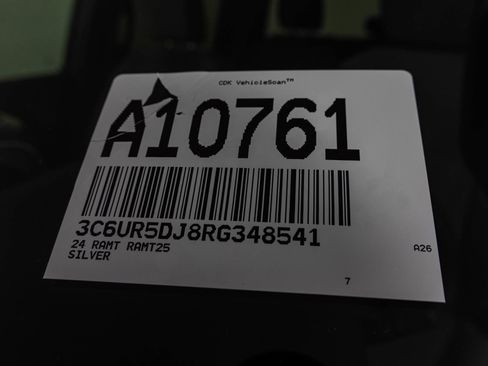 CDK VehicleScan™
A10761
3C6UR5DJ8RG348541
24 RAMT RAMT25
A26
SILVER
7